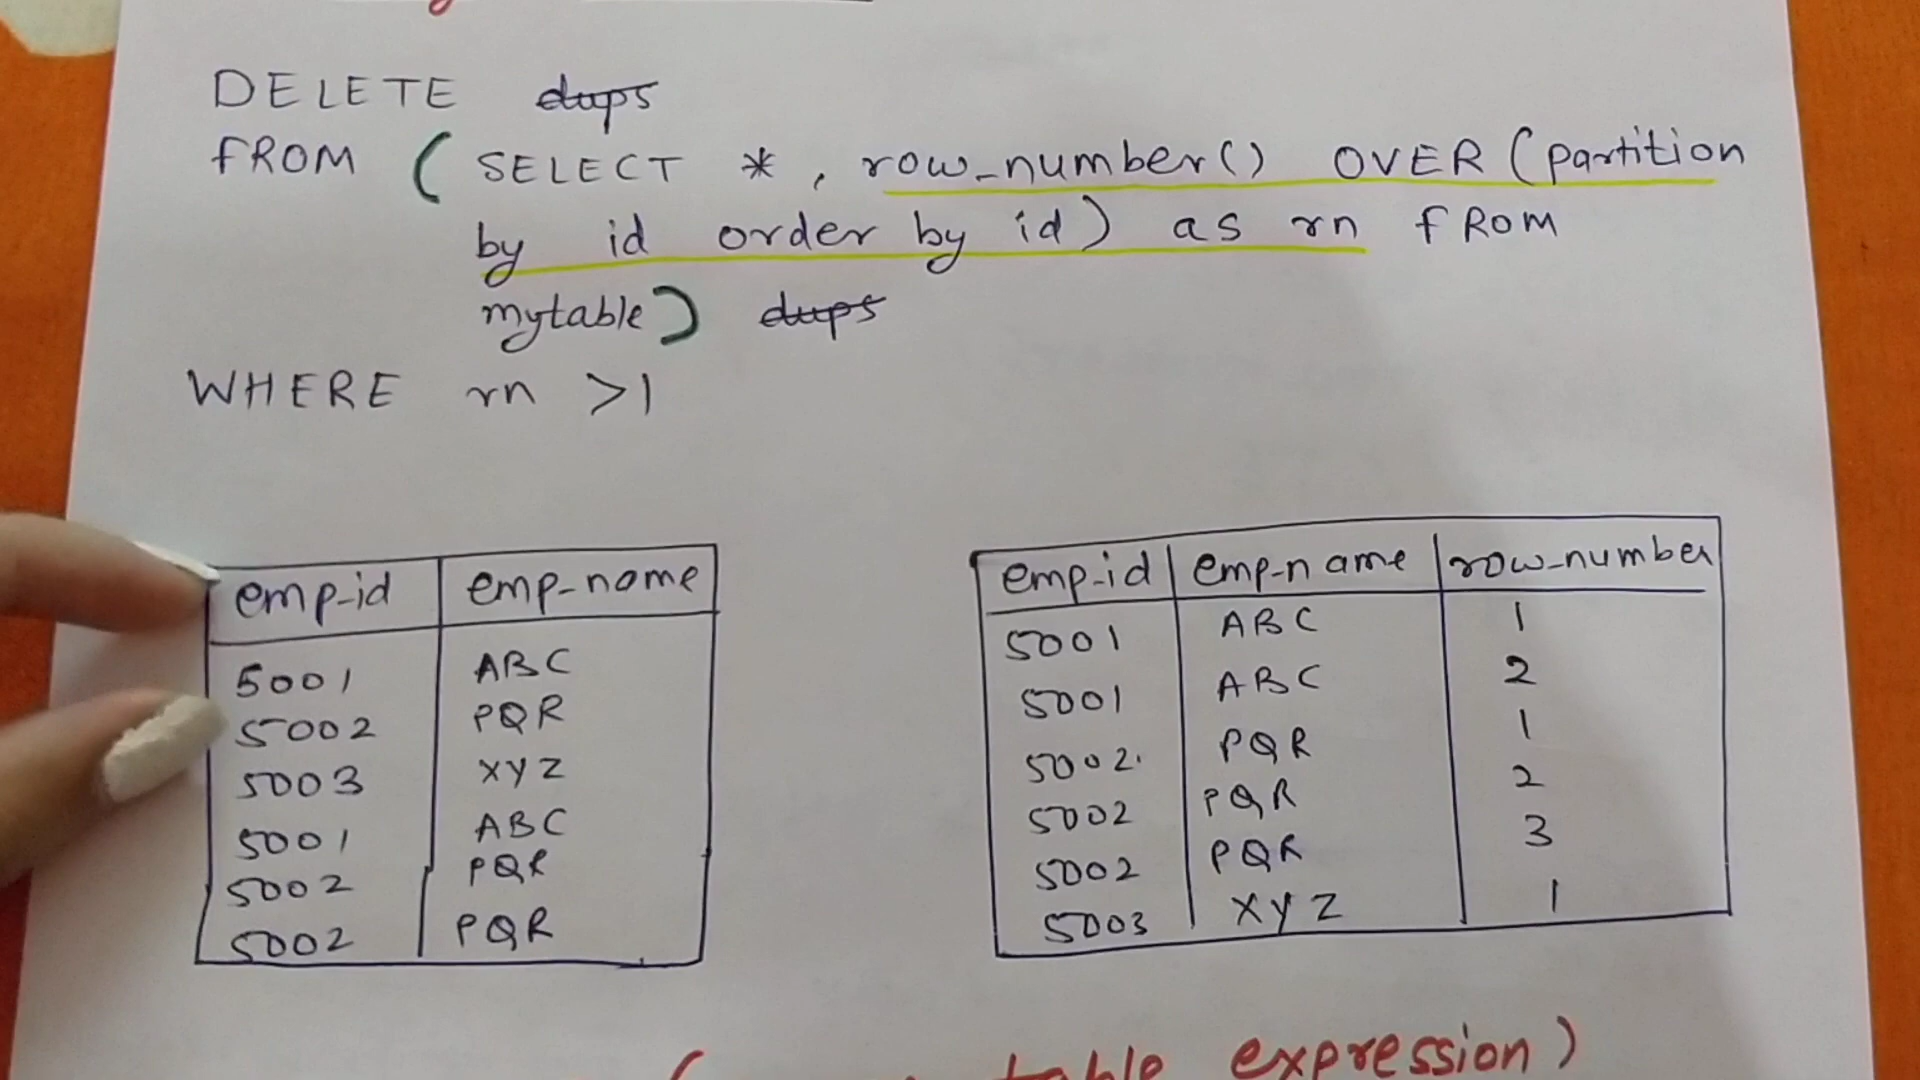 DELETE dups
FROM ( SELECT *, row_number() OVER (partition
by id order by id) as rn FROM
mytable) dups
WHERE rn >1
emp-id emp-name
5001 ABC
5002 PQR
5003 XYZ
5001 ABC
5002 PQR
5002 PQR
emp-id emp-name row-number
5001 ABC 1
5001 ABC 2
5002 PQR 1
5002 PQR 2
5002 PQR 3
5003 XYZ 1
( table expression)